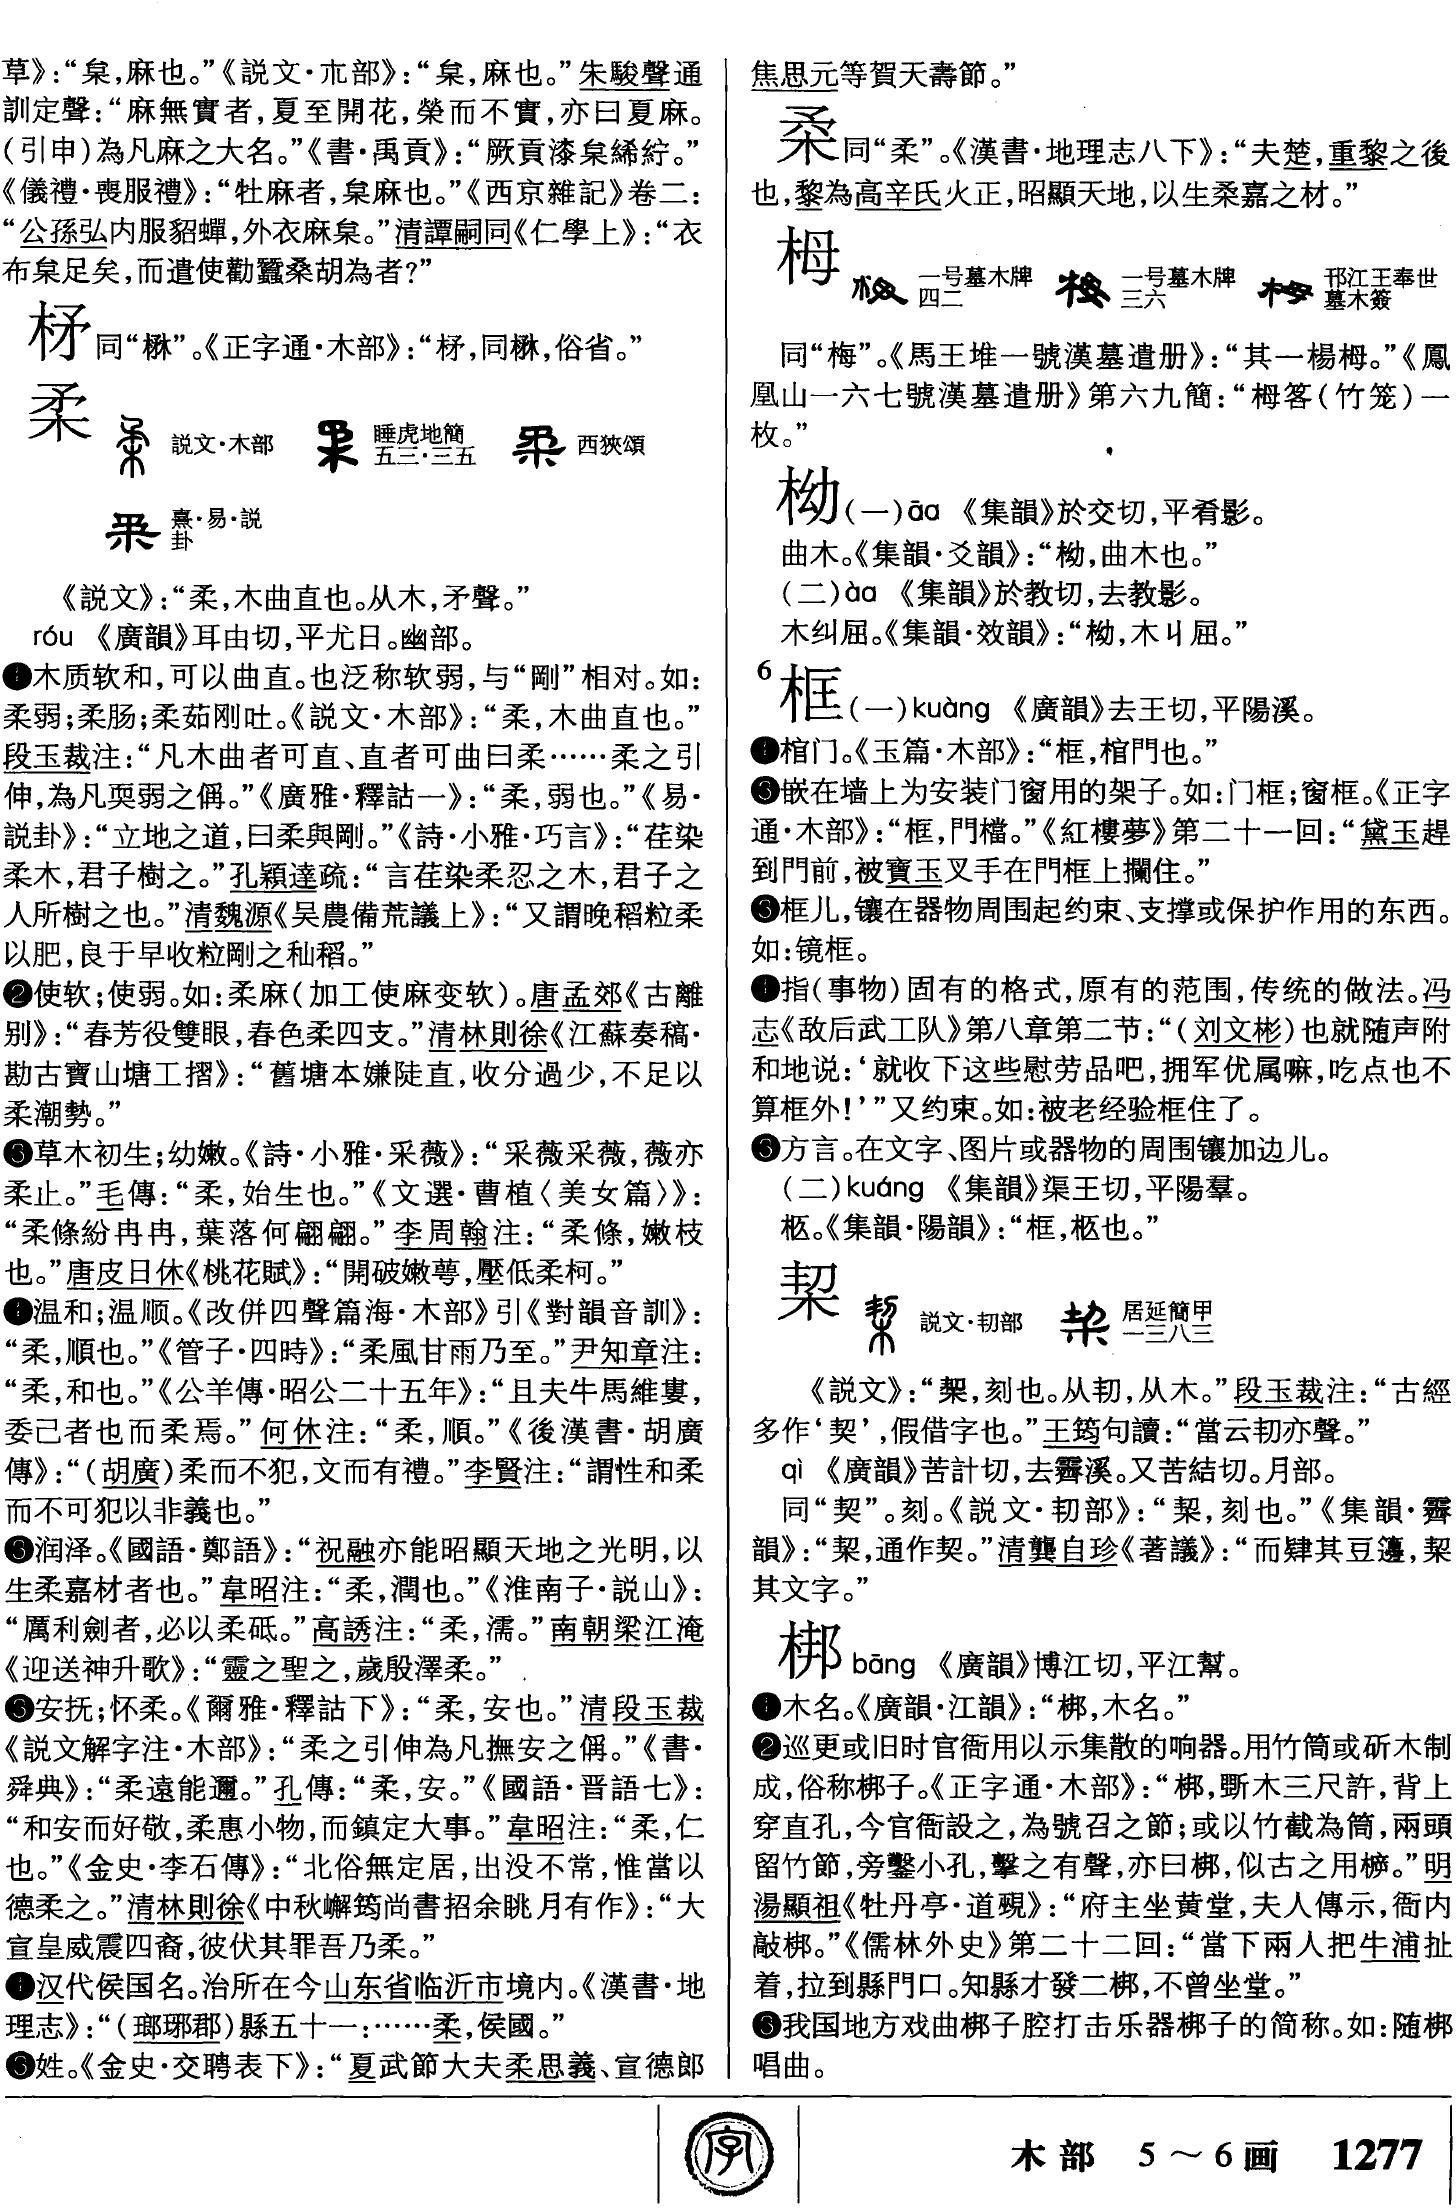 草》：“枲，麻也。”《説文·朩部》：“枲，麻也。”朱駿聲通
訓定聲：“麻無實者，夏至開花，榮而不實，亦曰夏麻。
（引申）為凡麻之大名。”《書·禹貢》：“厥貢漆枲絺紵。”
《儀禮·喪服禮》：“牡麻者，枲麻也。”《西京雜記》卷二：
“公孫弘内服貂蟬，外衣麻枲。”清譚嗣同《仁學上》：“衣
布枲足矣，而遣使勸蠶桑胡為者？”
杍同“楙”。《正字通·木部》：“杍，同楙，俗省。”
柔
説文·木部 睡虎地簡五三·三五 西狹頌
熹·易·説卦
《説文》：“柔，木曲直也。从木，矛聲。”
róu 《廣韻》耳由切，平尤日。幽部。
❶木质软和，可以曲直。也泛称软弱，与“剛”相对。如：
柔弱；柔肠；柔茹刚吐。《説文·木部》：“柔，木曲直也。”
段玉裁注：“凡木曲者可直、直者可曲曰柔……柔之引
伸，為凡耎弱之偁。”《廣雅·釋詁一》：“柔，弱也。”《易·
説卦》：“立地之道，曰柔與剛。”《詩·小雅·巧言》：“荏染
柔木，君子樹之。”孔穎達疏：“言荏染柔忍之木，君子之
人所樹之也。”清魏源《吴農備荒議上》：“又謂晚稻粒柔
以肥，良于早收粒剛之秈稻。”
❷使软；使弱。如：柔麻（加工使麻变软）。唐孟郊《古離
别》：“春芳役雙眼，春色柔四支。”清林則徐《江蘇奏稿·
勘古寶山塘工摺》：“舊塘本嫌陡直，收分過少，不足以
柔潮勢。”
❸草木初生；幼嫩。《詩·小雅·采薇》：“采薇采薇，薇亦
柔止。”毛傳：“柔，始生也。”《文選·曹植〈美女篇〉》：
“柔條紛冉冉，葉落何翩翩。”李周翰注：“柔條，嫩枝
也。”唐皮日休《桃花賦》：“開破嫩萼，壓低柔柯。”
❹温和；温顺。《改併四聲篇海·木部》引《對韻音訓》：
“柔，順也。”《管子·四時》：“柔風甘雨乃至。”尹知章注：
“柔，和也。”《公羊傳·昭公二十五年》：“且夫牛馬維婁，
委己者也而柔焉。”何休注：“柔，順。”《後漢書·胡廣
傳》：“（胡廣）柔而不犯，文而有禮。”李賢注：“謂性和柔
而不可犯以非義也。”
❺润泽。《國語·鄭語》：“祝融亦能昭顯天地之光明，以
生柔嘉材者也。”韋昭注：“柔，潤也。”《淮南子·説山》：
“厲利劍者，必以柔砥。”高誘注：“柔，濡。”南朝梁江淹
《迎送神升歌》：“靈之聖之，歲殷澤柔。”
❻安抚；怀柔。《爾雅·釋詁下》：“柔，安也。”清段玉裁
《説文解字注·木部》：“柔之引伸為凡撫安之偁。”《書·
舜典》：“柔遠能邇。”孔傳：“柔，安。”《國語·晋語七》：
“和安而好敬，柔惠小物，而鎮定大事。”韋昭注：“柔，仁
也。”《金史·李石傳》：“北俗無定居，出没不常，惟當以
德柔之。”清林則徐《中秋嶰筠尚書招余眺月有作》：“大
宣皇威震四裔，彼伏其罪吾乃柔。”
❼汉代侯国名。治所在今山东省临沂市境内。《漢書·地
理志》：“（瑯琊郡）縣五十一：……柔，侯國。”
❽姓。《金史·交聘表下》：“夏武節大夫柔思義、宣德郎
焦思元等賀天壽節。”
桒同“柔”。《漢書·地理志八下》：“夫楚，重黎之後
也，黎為高辛氏火正，昭顯天地，以生桒嘉之材。”
栂
一号墓木牌四二 一号墓木牌三六 邗江王奉世墓木簽
同“梅”。《馬王堆一號漢墓遣册》：“其一楊栂。”《鳳
凰山一六七號漢墓遣册》第六九簡：“栂笿（竹笼）一
枚。”
柪（一）āo 《集韻》於交切，平肴影。
曲木。《集韻·爻韻》：“柪，曲木也。”
（二）ào 《集韻》於教切，去教影。
木纠屈。《集韻·效韻》：“柪，木丩屈。”
6
框（一）kuàng 《廣韻》去王切，平陽溪。
❶棺门。《玉篇·木部》：“框，棺門也。”
❷嵌在墙上为安装门窗用的架子。如：门框；窗框。《正字
通·木部》：“框，門檔。”《紅樓夢》第二十一回：“黛玉趕
到門前，被寶玉叉手在門框上攔住。”
❸框儿，镶在器物周围起约束、支撑或保护作用的东西。
如：镜框。
❹指（事物）固有的格式，原有的范围，传统的做法。冯
志《敌后武工队》第八章第二节：“（刘文彬）也就随声附
和地说：‘就收下这些慰劳品吧，拥军优属嘛，吃点也不
算框外！’”又约束。如：被老经验框住了。
❺方言。在文字、图片或器物的周围镶加边儿。
（二）kuáng 《集韻》渠王切，平陽羣。
柩。《集韻·陽韻》：“框，柩也。”
栔
説文·㓞部 居延簡甲一三八三
《説文》：“栔，刻也。从㓞，从木。”段玉裁注：“古經
多作‘契’，假借字也。”王筠句讀：“當云㓞亦聲。”
qì 《廣韻》苦計切，去霽溪。又苦結切。月部。
同“契”。刻。《説文·㓞部》：“栔，刻也。”《集韻·霽
韻》：“栔，通作契。”清龔自珍《著議》：“而肆其豆籩，栔
其文字。”
梆bāng 《廣韻》博江切，平江幫。
❶木名。《廣韻·江韻》：“梆，木名。”
❷巡更或旧时官衙用以示集散的响器。用竹筒或斫木制
成，俗称梆子。《正字通·木部》：“梆，斲木三尺許，背上
穿直孔，今官衙設之，為號召之節；或以竹截為筒，兩頭
留竹節，旁鑿小孔，擊之有聲，亦曰梆，似古之用㯁。”明
湯顯祖《牡丹亭·道覡》：“府主坐黄堂，夫人傳示，衙内
敲梆。”《儒林外史》第二十二回：“當下兩人把牛浦扯
着，拉到縣門口。知縣才發二梆，不曾坐堂。”
❸我国地方戏曲梆子腔打击乐器梆子的简称。如：随梆
唱曲。
字
木部 5～6画 1277